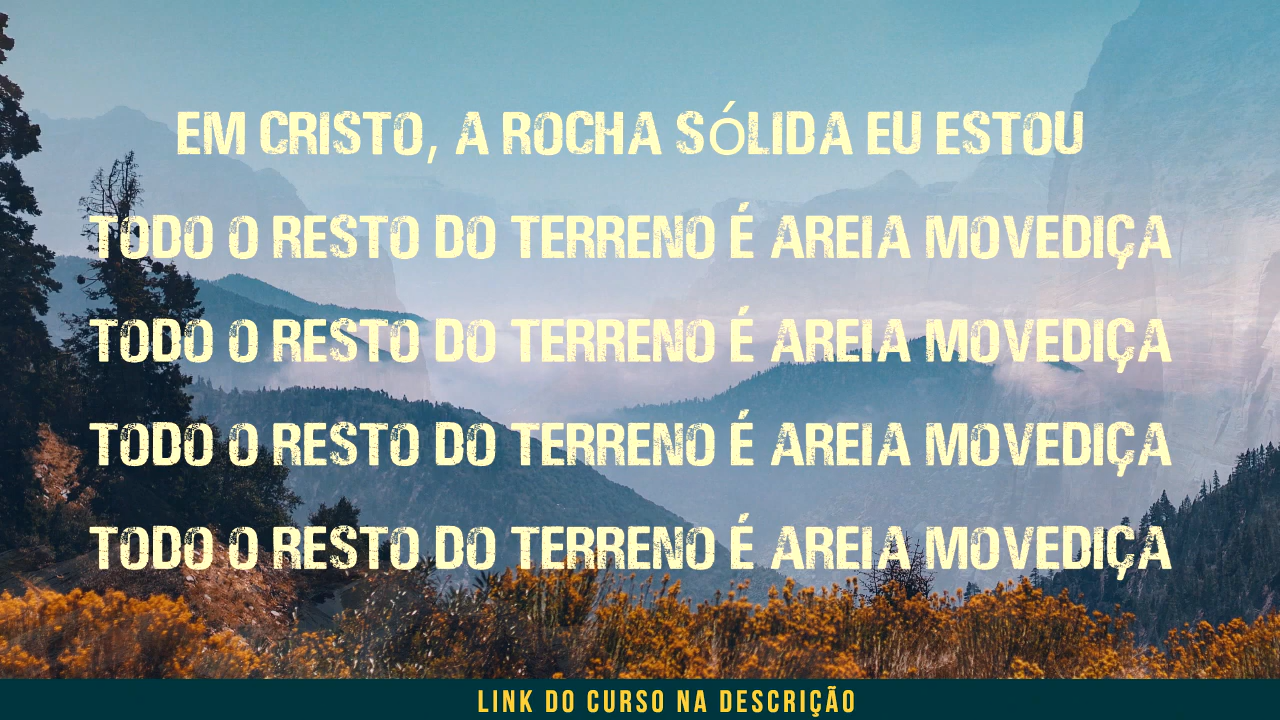 EM CRISTO, A ROCHA SÓLIDA EU ESTOU
TODO O RESTO DO TERRENO É AREIA MOVEDIÇA
TODO O RESTO DO TERRENO É AREIA MOVEDIÇA
TODO O RESTO DO TERRENO É AREIA MOVEDIÇA
TODO O RESTO DO TERRENO É AREIA MOVEDIÇA
LINK DO CURSO NA DESCRIÇÃO